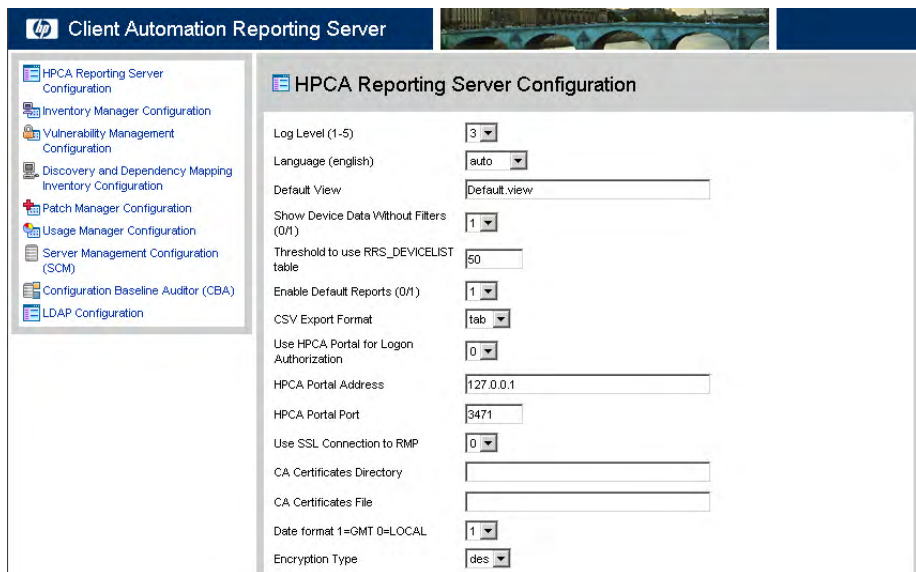 hp Client Automation Reporting Server
HPCA Reporting Server
Configuration
Inventory Manager Configuration
Vulnerability Management
Configuration
Discovery and Dependency Mapping
Inventory Configuration
Patch Manager Configuration
Usage Manager Configuration
Server Management Configuration
(SCM)
Configuration Baseline Auditor (CBA)
LDAP Configuration
HPCA Reporting Server Configuration
Log Level (1-5) 3
Language (english) auto
Default View Default.view
Show Device Data Without Filters
(0/1) 1
Threshold to use RRS_DEVICELIST
table 50
Enable Default Reports (0/1) 1
CSV Export Format tab
Use HPCA Portal for Logon
Authorization 0
HPCA Portal Address 127.0.0.1
HPCA Portal Port 3471
Use SSL Connection to RMP 0
CA Certificates Directory
CA Certificates File
Date format 1=GMT 0=LOCAL 1
Encryption Type des